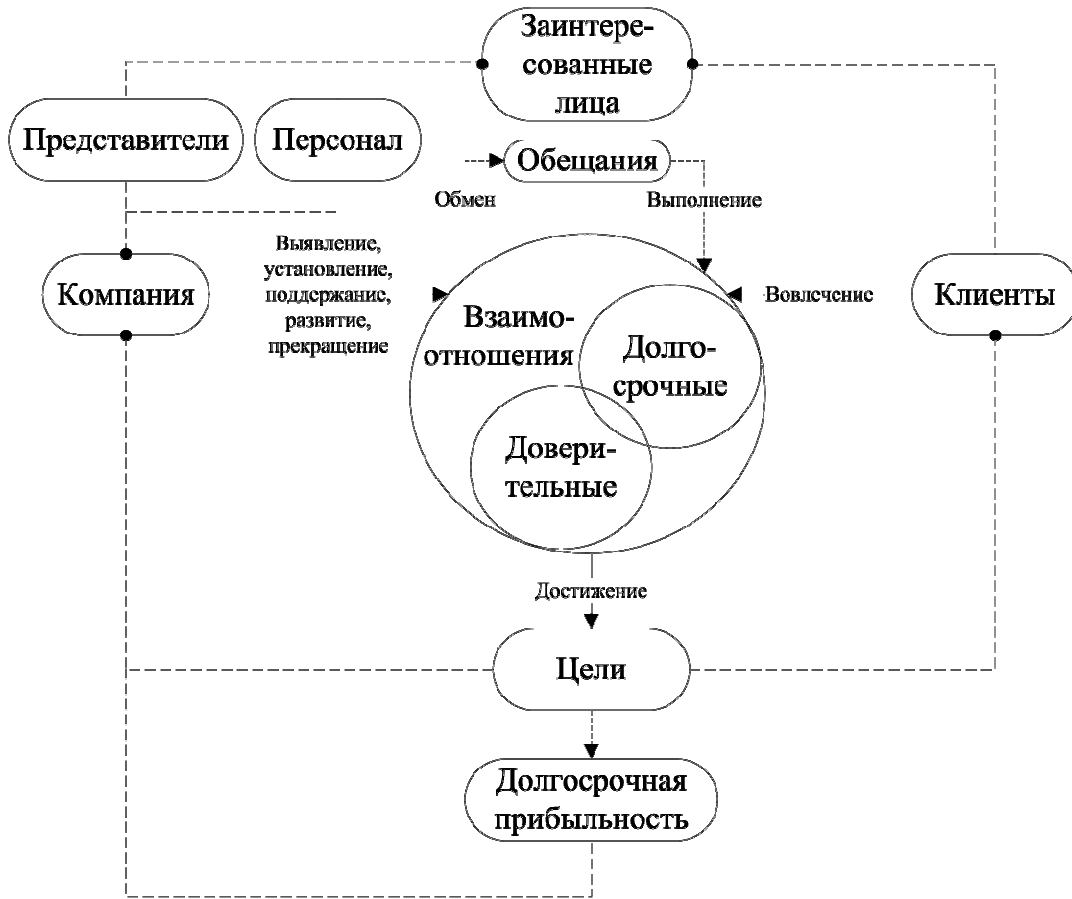 Заинтере-
сованные
лица
Представители
Персонал
Обещания
Обмен
Выполнение
Выявление,
установление,
поддержание,
развитие,
прекращение
Компания
Вовлечение
Клиенты
Взаимо-
отношения
Долго-
срочные
Довери-
тельные
Достижение
Цели
Долгосрочная
прибыльность